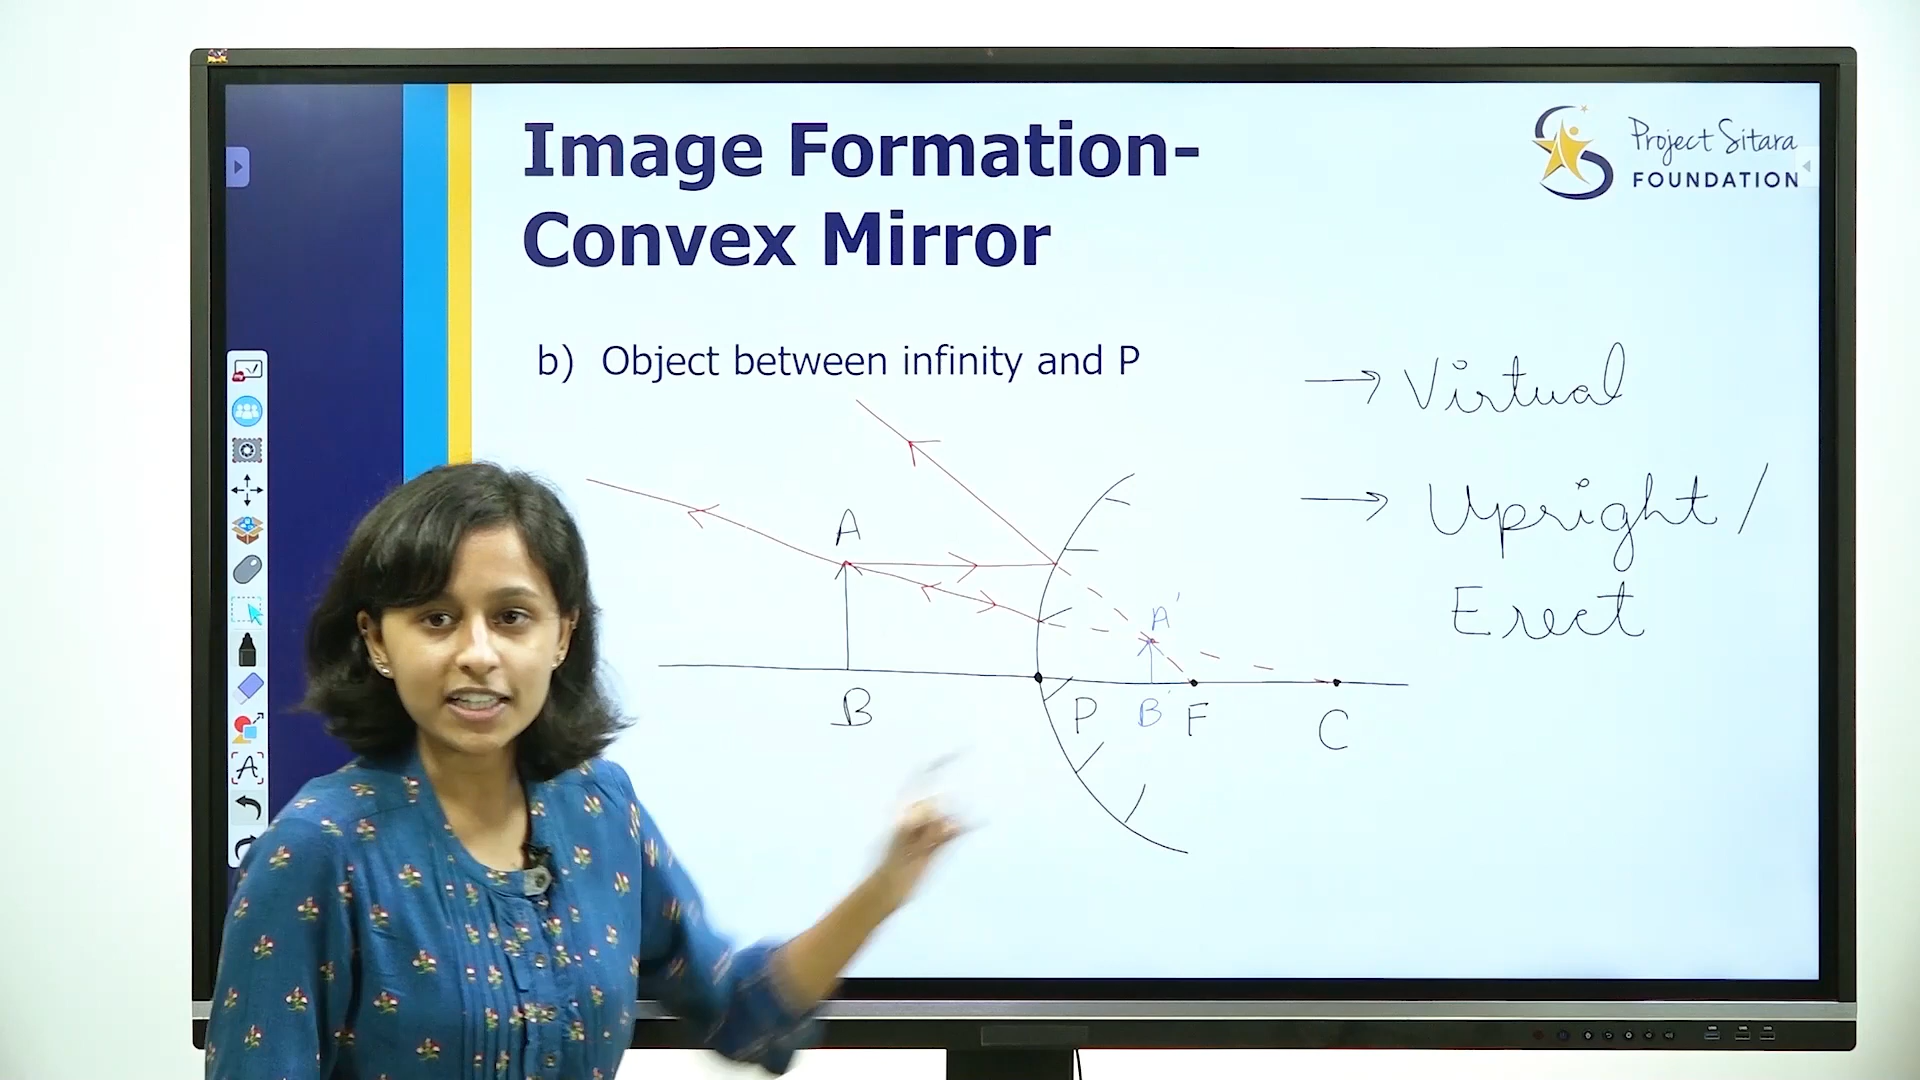 Image Formation-
Convex Mirror
Project Sitara
FOUNDATION
b) Object between infinity and P
→ Virtual
→ Upright /
Erect
A
A'
B
P
B'
F
C
A